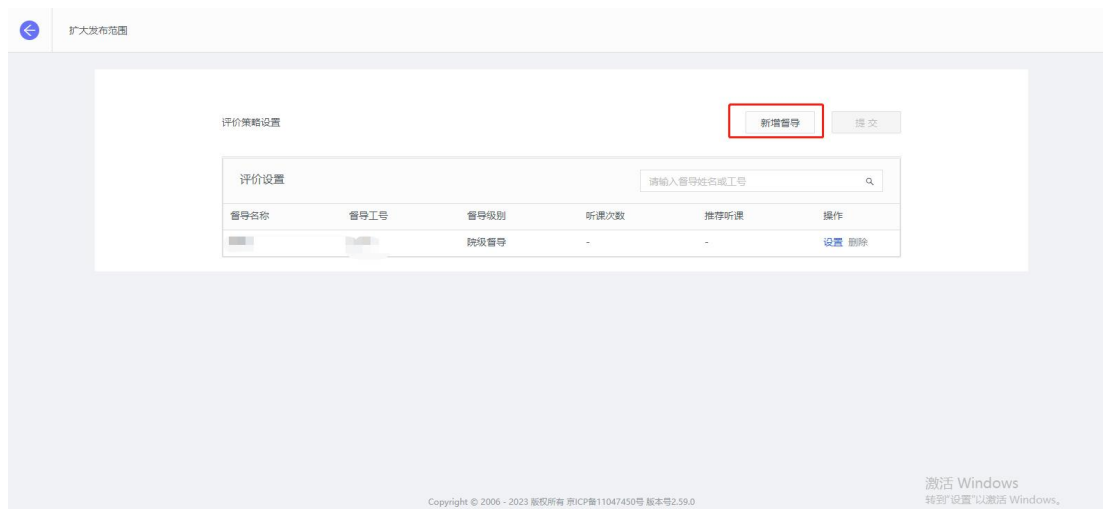 扩大发布范围
评价策略设置
新增督导
提交
评价设置
请输入督导姓名或工号
督导名称 督导工号 督导级别 听课次数 推荐听课 操作
院级督导 - - 设置 删除
激活 Windows
转到"设置"以激活 Windows。
Copyright © 2006 - 2023 版权所有 京ICP备11047450号 版本号2.59.0